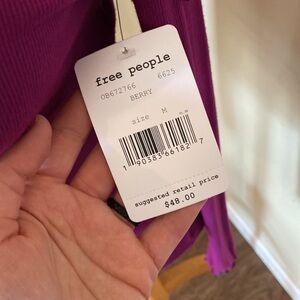 free people
OB672766 6625
BERRY
size M
1 90383 66182 7
suggested retail price
$48.00